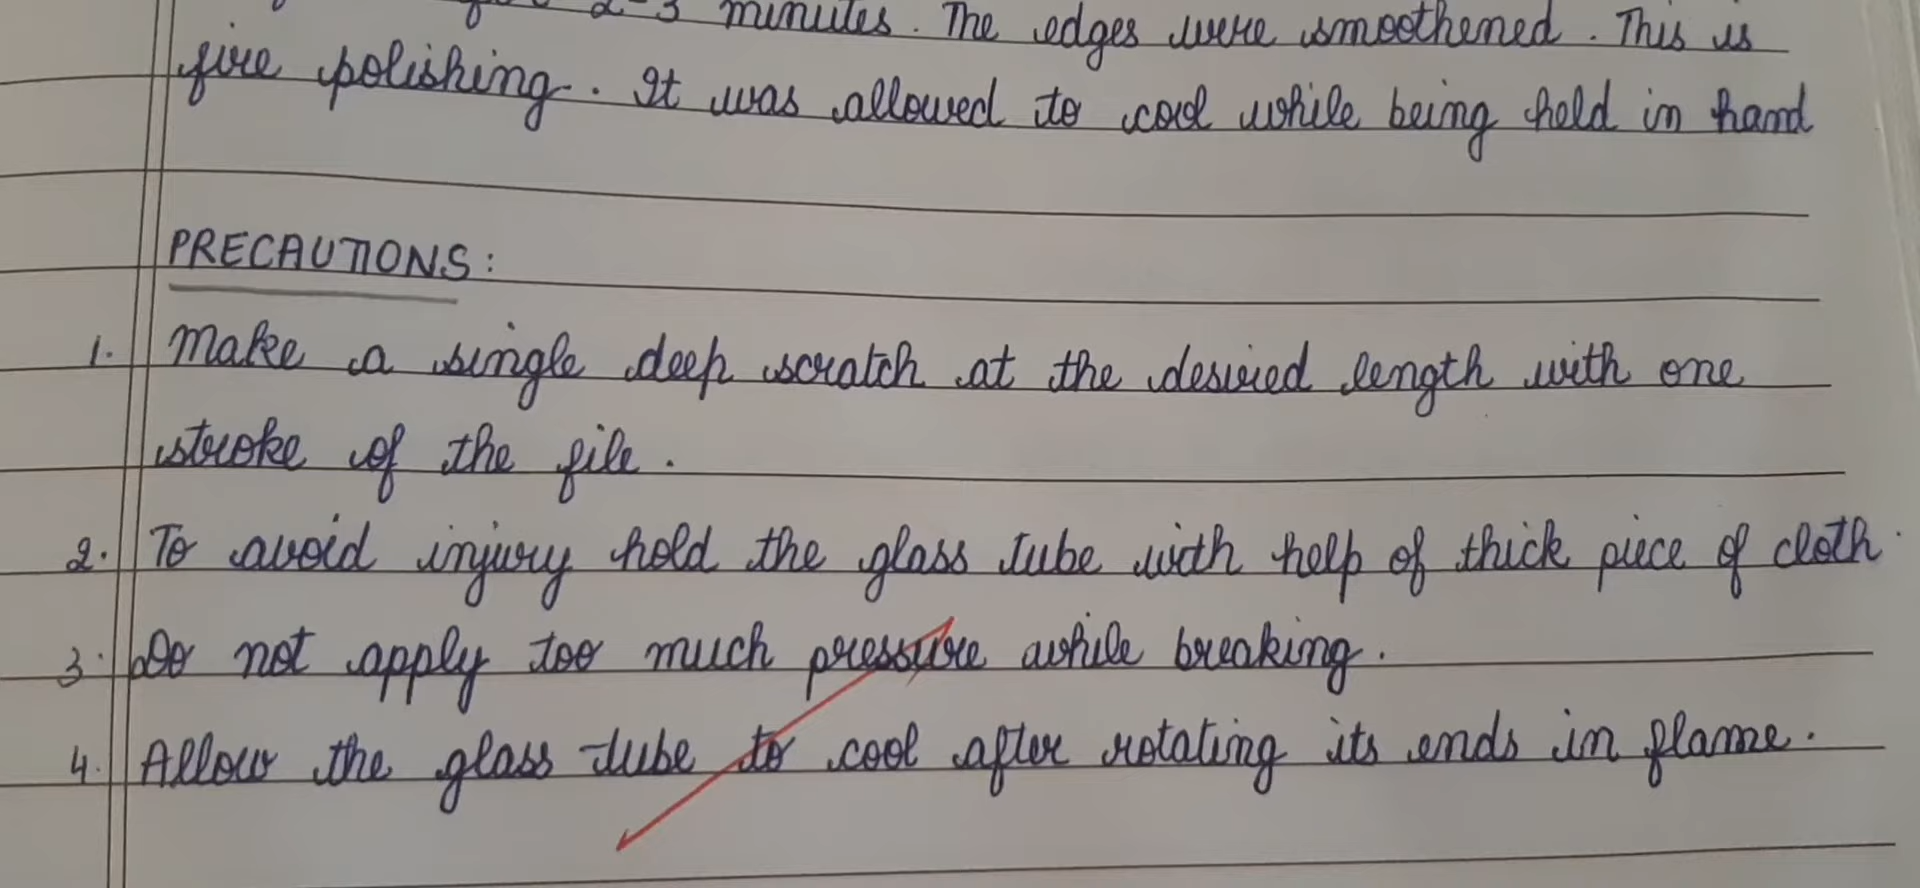 2-3 minutes. The edges were smoothened. This is
fire polishing. It was allowed to cool while being held in hand
PRECAUTIONS:
1. Make a single deep scratch at the desired length with one
stroke of the file.
2. To avoid injury hold the glass tube with help of thick piece of cloth.
3. Do not apply too much pressure while breaking.
4. Allow the glass tube to cool after rotating its ends in flame.